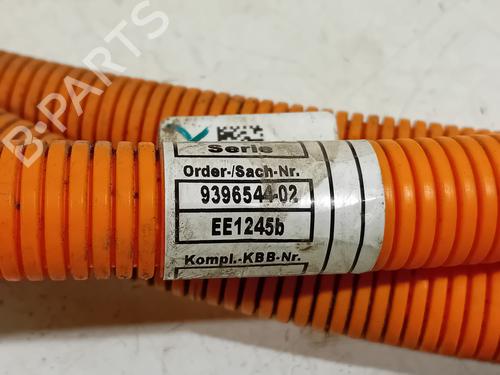 B-PARTS
Serie
Order-/Sach-Nr.
9396544-02
EE1245b
Kompl.-KBB-Nr.